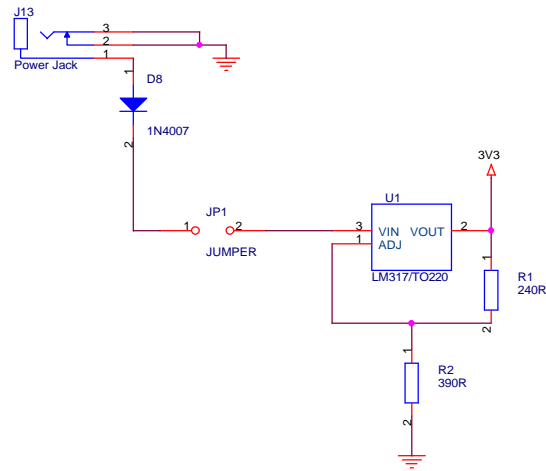 J13
3
2
1
Power Jack
1
D8
1N4007
2
3V3
U1
JP1
1
2
3
VIN
VOUT
2
1
ADJ
JUMPER
LM317/TO220
1
R1
240R
2
1
R2
390R
2